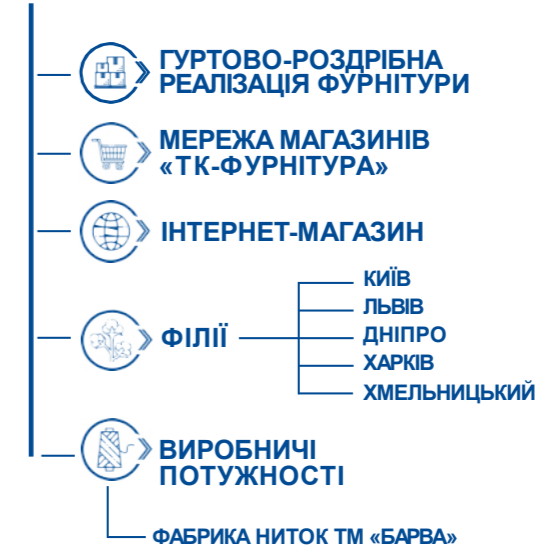 ГУРТОВО-РОЗДРІБНА
РЕАЛІЗАЦІЯ ФУРНІТУРИ
МЕРЕЖА МАГАЗИНІВ
«ТК-ФУРНІТУРА»
ІНТЕРНЕТ-МАГАЗИН
ФІЛІЇ
КИЇВ
ЛЬВІВ
ДНІПРО
ХАРКІВ
ХМЕЛЬНИЦЬКИЙ
ВИРОБНИЧІ
ПОТУЖНОСТІ
ФАБРИКА НИТОК ТМ «БАРВА»